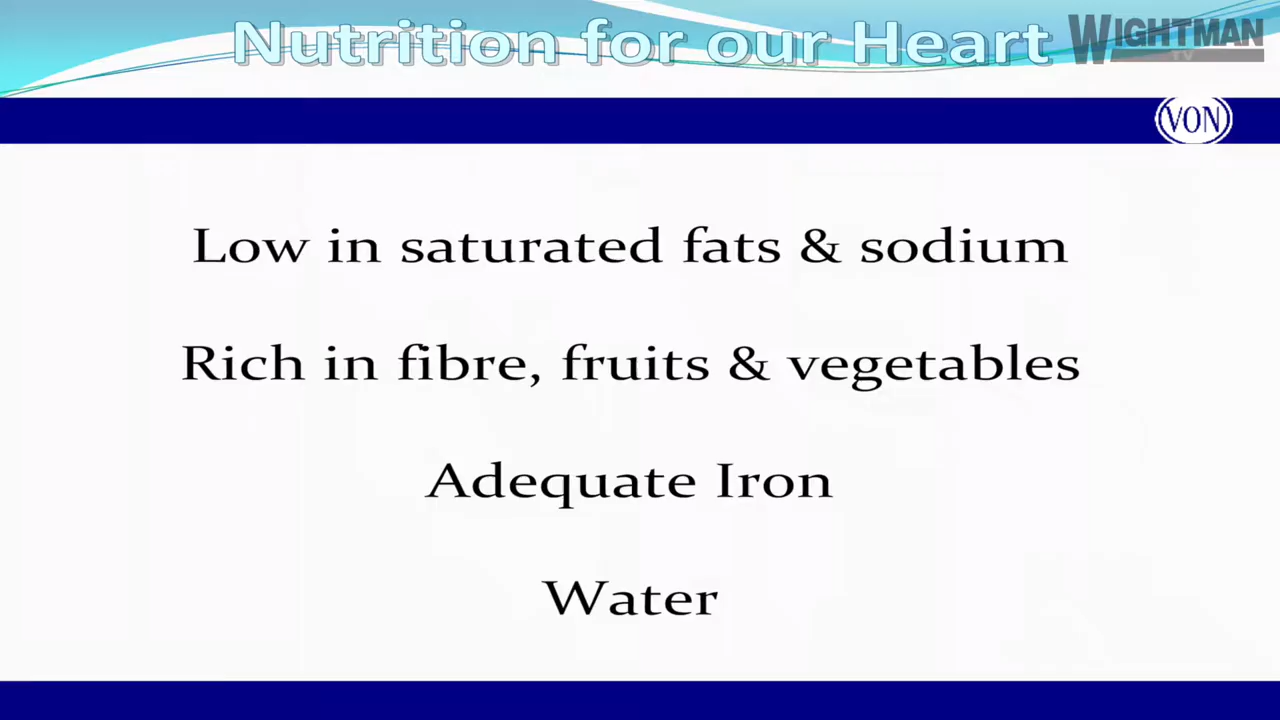 Nutrition for our Heart
WIGHTMAN
TV
VON
Low in saturated fats & sodium
Rich in fibre, fruits & vegetables
Adequate Iron
Water